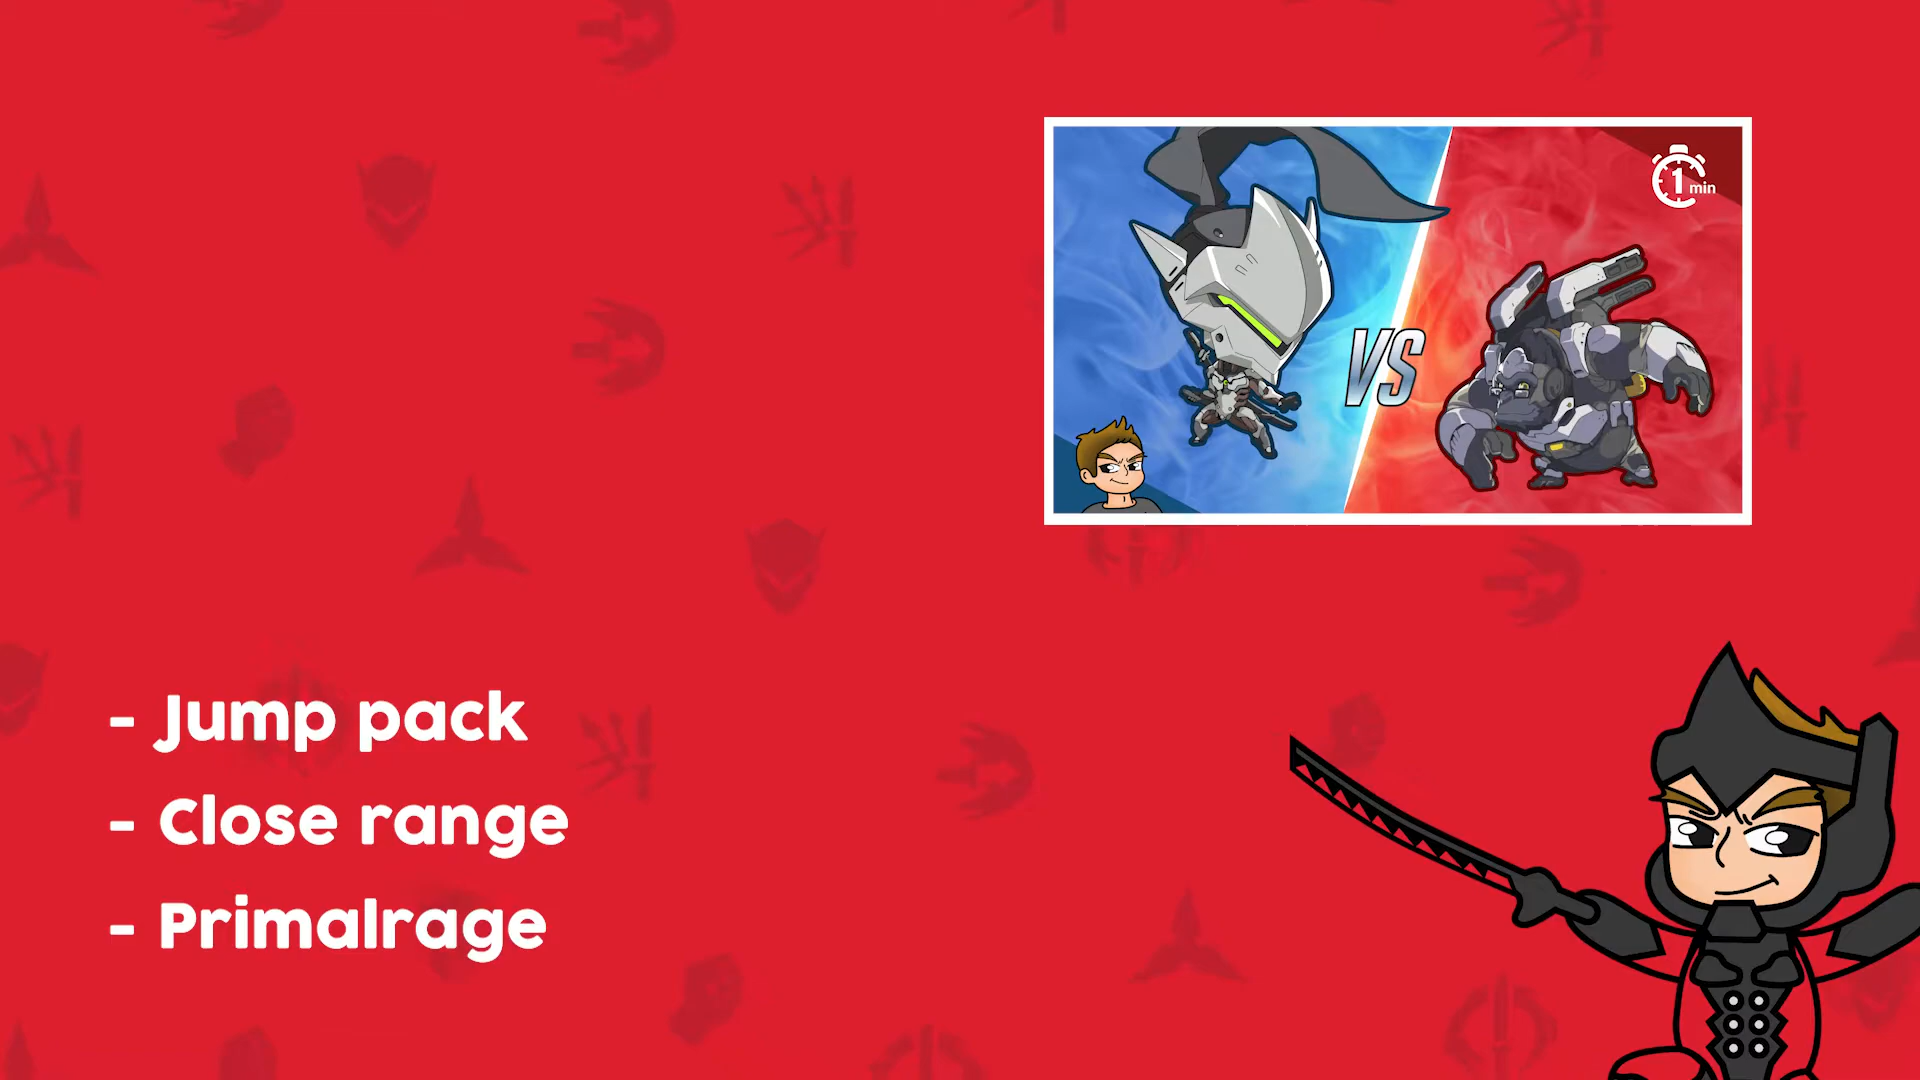 1 min
VS
- Jump pack
- Close range
- Primalrage